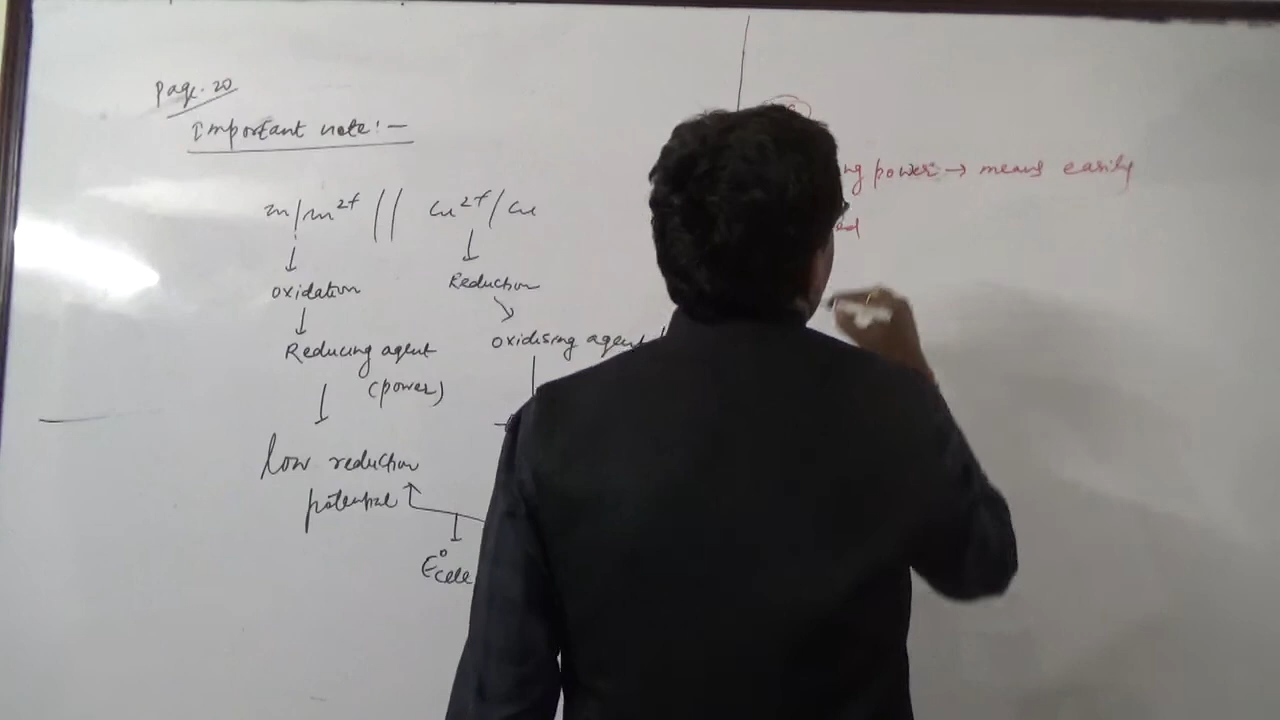 Page. 20
Important note! -
Zn/Zn2+ || Cu2+/Cu
Oxidation
Reduction
Reducing agent
(power)
Oxidising agent
low reduction
potential
E°cell
power → means easily